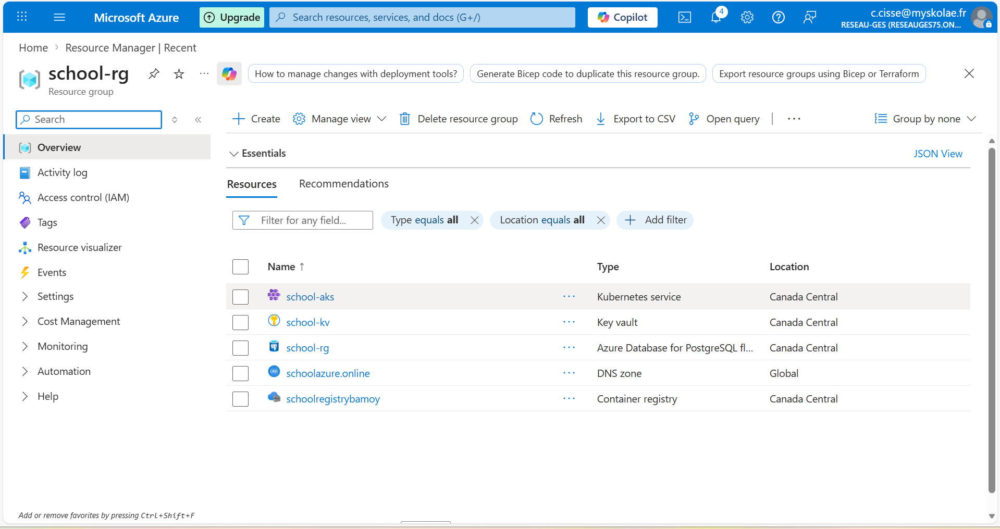 Microsoft Azure
Upgrade
Search resources, services, and docs (G+/)
Copilot
4
c.cisse@myskolae.fr
RESEAU-GES (RESEAUGES75.ON...
Home > Resource Manager | Recent
school-rg
Resource group
How to manage changes with deployment tools?
Generate Bicep code to duplicate this resource group.
Export resource groups using Bicep or Terraform
Search
Create
Manage view
Delete resource group
Refresh
Export to CSV
Open query
Group by none
Overview
Activity log
Access control (IAM)
Tags
Resource visualizer
Events
Settings
Cost Management
Monitoring
Automation
Help
Add or remove favorites by pressing Ctrl+Shift+F
Essentials
JSON View
Resources Recommendations
Filter for any field...
Type equals all
Location equals all
Add filter
Name ↑ Type Location
school-aks ... Kubernetes service Canada Central
school-kv ... Key vault Canada Central
school-rg ... Azure Database for PostgreSQL fl... Canada Central
DNS schoolazure.online ... DNS zone Global
schoolregistrybamoy ... Container registry Canada Central